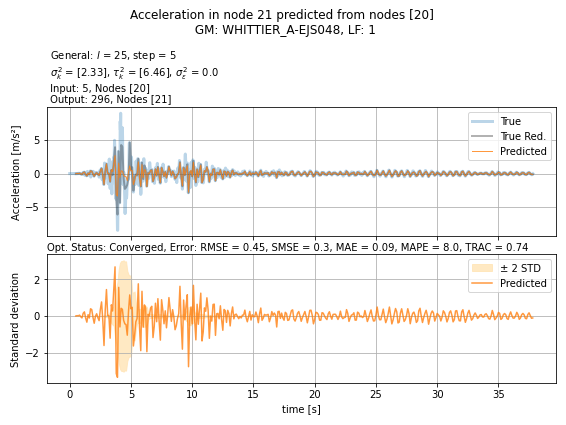 Acceleration in node 21 predicted from nodes [20]
GM: WHITTIER_A-EJS048, LF: 1
General: l = 25, step = 5
σ²ₖ = [2.33], τ²ₖ = [6.46], σ²ε = 0.0
Input: 5, Nodes [20]
Output: 296, Nodes [21]
True
True Red.
Predicted
Acceleration [m/s²]
5
0
−5
Opt. Status: Converged, Error: RMSE = 0.45, SMSE = 0.3, MAE = 0.09, MAPE = 8.0, TRAC = 0.74
± 2 STD
Predicted
Standard deviation
2
0
−2
0 5 10 15 20 25 30 35
time [s]